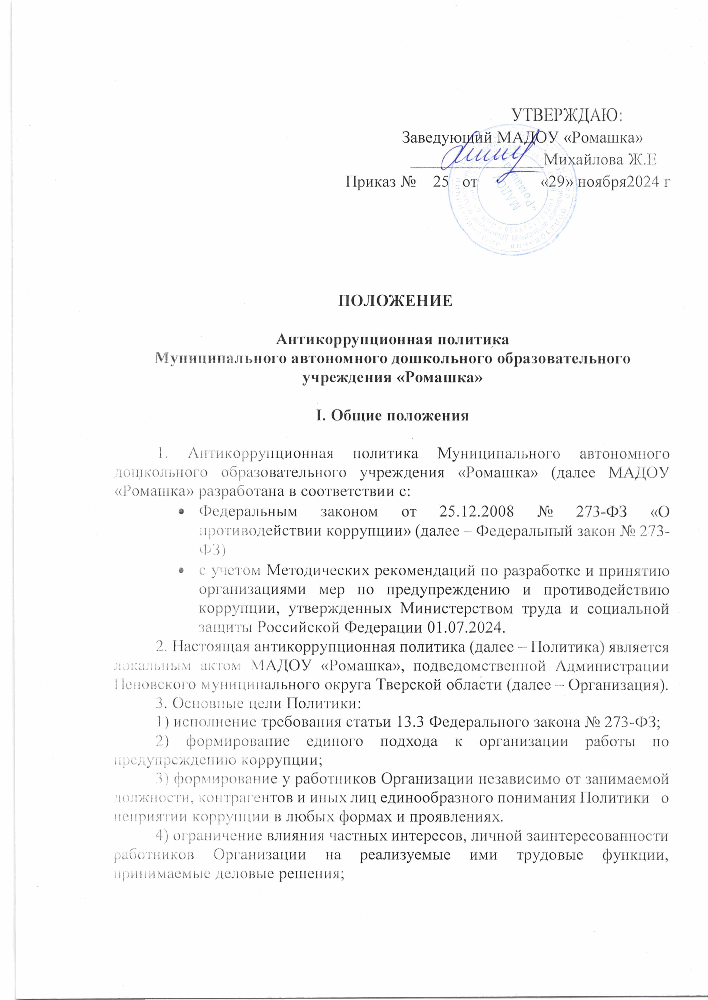 УТВЕРЖДАЮ:
Заведующий МАДОУ «Ромашка»
Михайлова Ж.Е
Приказ № 25 от «29» ноября2024 г
МАДОУ
«Ромашка»
ПОЛОЖЕНИЕ
Антикоррупционная политика
Муниципального автономного дошкольного образовательного
учреждения «Ромашка»
I. Общие положения
1. Антикоррупционная политика Муниципального автономного
дошкольного образовательного учреждения «Ромашка» (далее МАДОУ
«Ромашка» разработана в соответствии с:
• Федеральным законом от 25.12.2008 № 273-ФЗ «О
противодействии коррупции» (далее – Федеральный закон № 273-
ФЗ)
• с учетом Методических рекомендаций по разработке и принятию
организациями мер по предупреждению и противодействию
коррупции, утвержденных Министерством труда и социальной
защиты Российской Федерации 01.07.2024.
2. Настоящая антикоррупционная политика (далее – Политика) является
локальным актом МАДОУ «Ромашка», подведомственной Администрации
Пеновского муниципального округа Тверской области (далее – Организация).
3. Основные цели Политики:
1) исполнение требования статьи 13.3 Федерального закона № 273-ФЗ;
2) формирование единого подхода к организации работы по
предупреждению коррупции;
3) формирование у работников Организации независимо от занимаемой
должности, контрагентов и иных лиц единообразного понимания Политики о
неприятии коррупции в любых формах и проявлениях.
4) ограничение влияния частных интересов, личной заинтересованности
работников Организации на реализуемые ими трудовые функции,
принимаемые деловые решения;